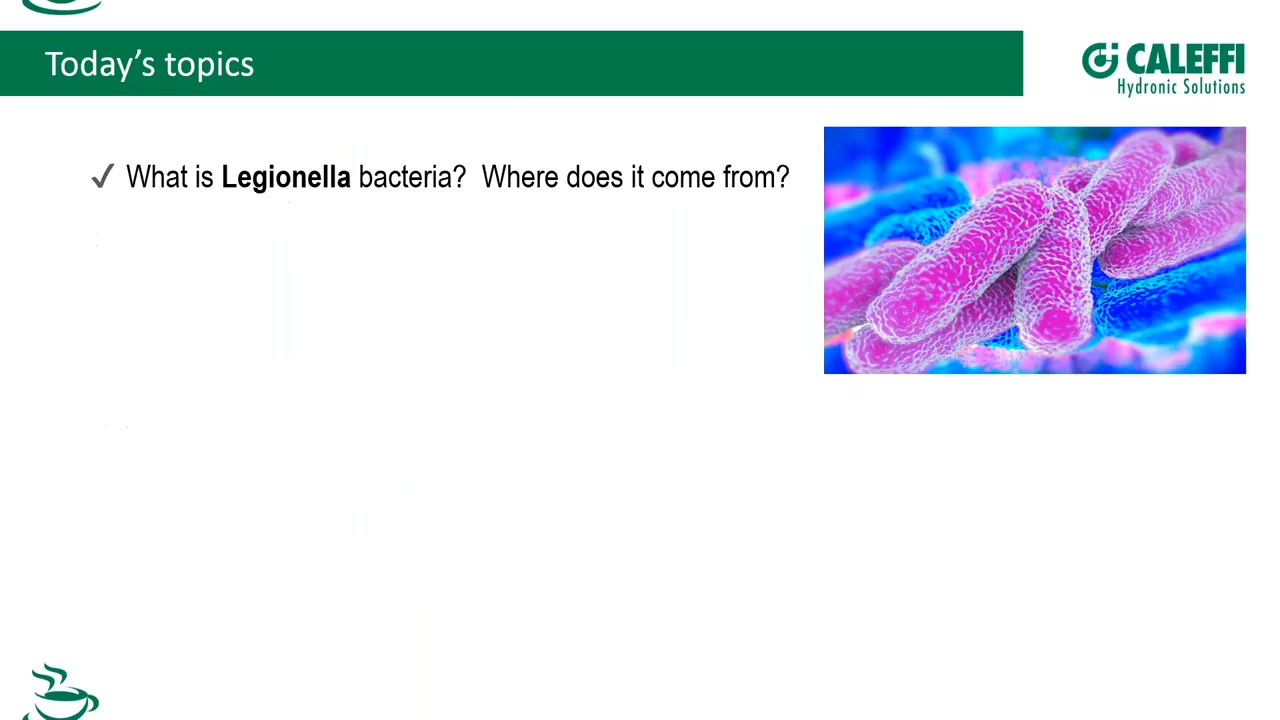 Today's topics
CALEFFI
Hydronic Solutions
✓ What is Legionella bacteria? Where does it come from?